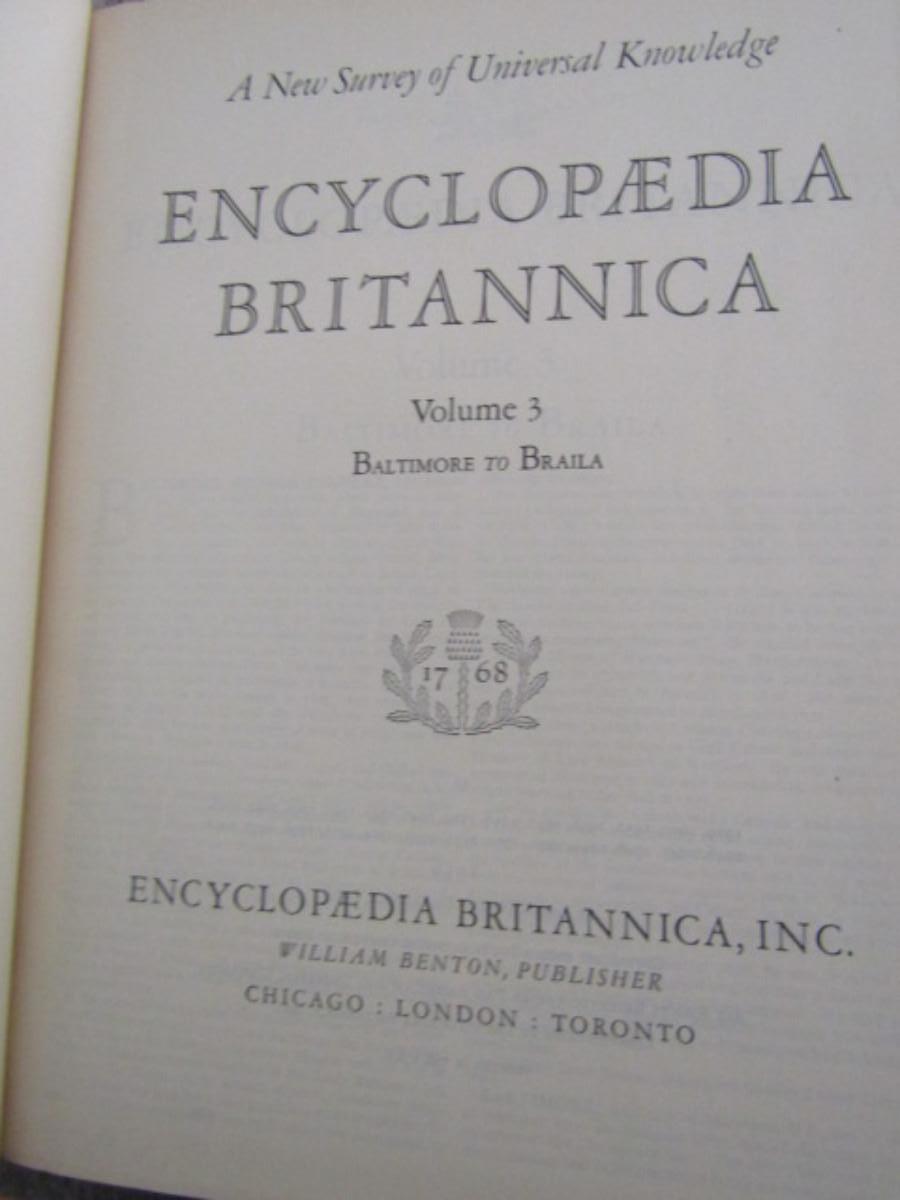 A New Survey of Universal Knowledge
ENCYCLOPÆDIA
BRITANNICA
Volume 3
BALTIMORE TO BRAILA
17 68
ENCYCLOPÆDIA BRITANNICA, INC.
WILLIAM BENTON, PUBLISHER
CHICAGO : LONDON : TORONTO